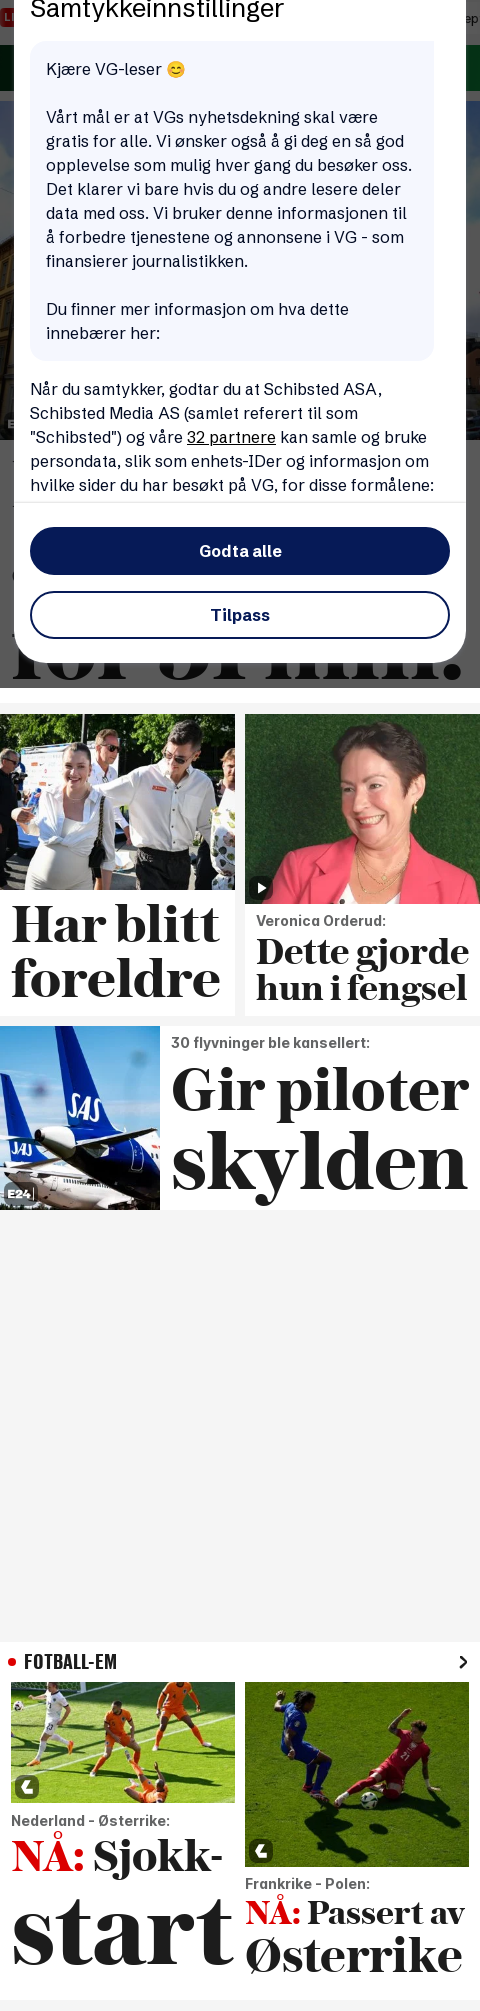 Samtykkeinnstillinger
Kjære VG-leser 😊
Vårt mål er at VGs nyhetsdekning skal være
gratis for alle. Vi ønsker også å gi deg en så god
opplevelse som mulig hver gang du besøker oss.
Det klarer vi bare hvis du og andre lesere deler
data med oss. Vi bruker denne informasjonen til
å forbedre tjenestene og annonsene i VG - som
finansierer journalistikken.
Du finner mer informasjon om hva dette
innebærer her:
Når du samtykker, godtar du at Schibsted ASA,
Schibsted Media AS (samlet referert til som
"Schibsted") og våre 32 partnere kan samle og bruke
persondata, slik som enhets-IDer og informasjon om
hvilke sider du har besøkt på VG, for disse formålene:
Godta alle
Tilpass
for 51 min.
Har blitt
foreldre
Veronica Orderud:
Dette gjorde
hun i fengsel
30 flyvninger ble kansellert:
Gir piloter
skylden
SAS
SAS
E24
FOTBALL-EM
Nederland - Østerrike:
NÅ: Sjokk-
start
Frankrike - Polen:
NÅ: Passert av
Østerrike